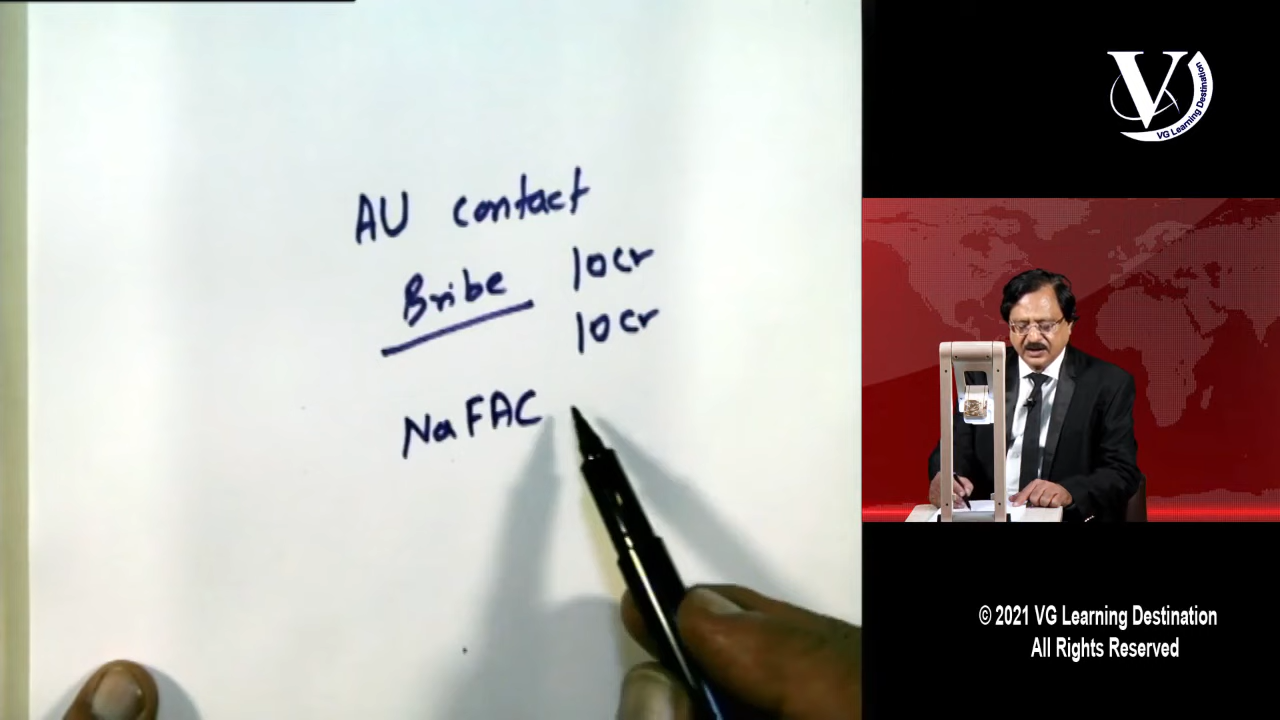 AU contact
Bribe 10cr
10cr
NaFAC
V
VG Learning Destination
© 2021 VG Learning Destination
All Rights Reserved